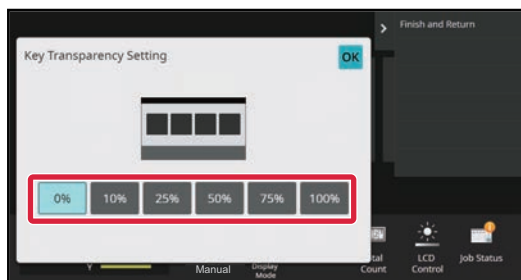 Finish and Return
Key Transparency Setting
OK
0%
10%
25%
50%
75%
100%
Y
Manual
Display
Mode
Count
LCD
Control
Job Status